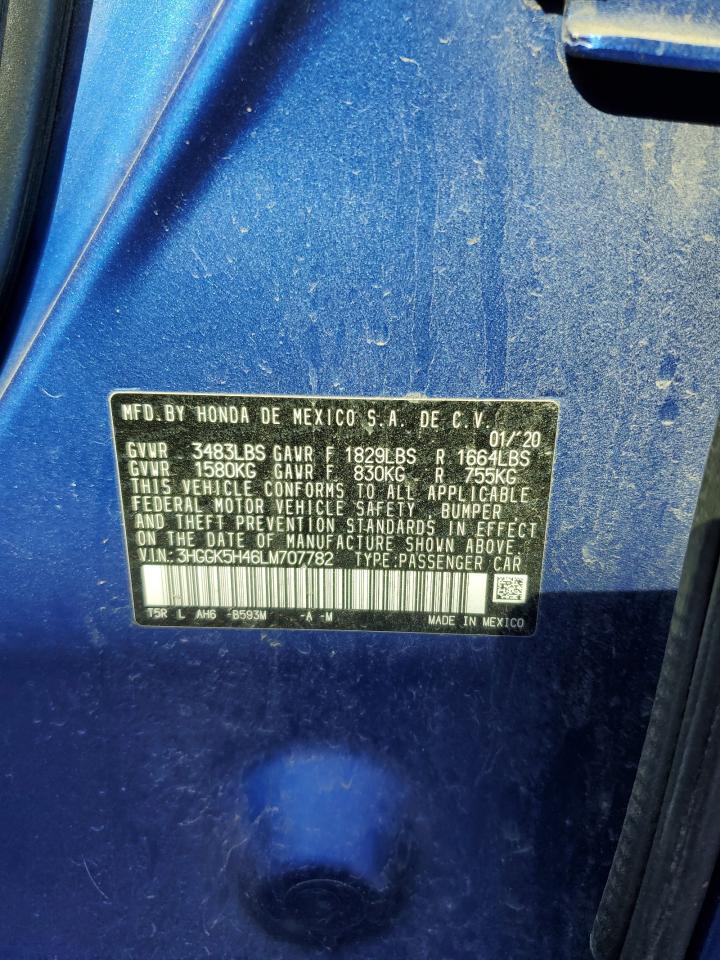 MFD.BY HONDA DE MEXICO S.A. DE C.V.
01/'20
GVWR 3483LBS GAWR F 1829LBS R 1664LBS
GVWR 1580KG GAWR F 830KG R 755KG
THIS VEHICLE CONFORMS TO ALL APPLICABLE
FEDERAL MOTOR VEHICLE SAFETY, BUMPER
AND THEFT PREVENTION STANDARDS IN EFFECT
ON THE DATE OF MANUFACTURE SHOWN ABOVE.
V.I.N.: 3HGGK5H46LM707782 TYPE:PASSENGER CAR
T5R L AH6 -B593M -A -M MADE IN MEXICO